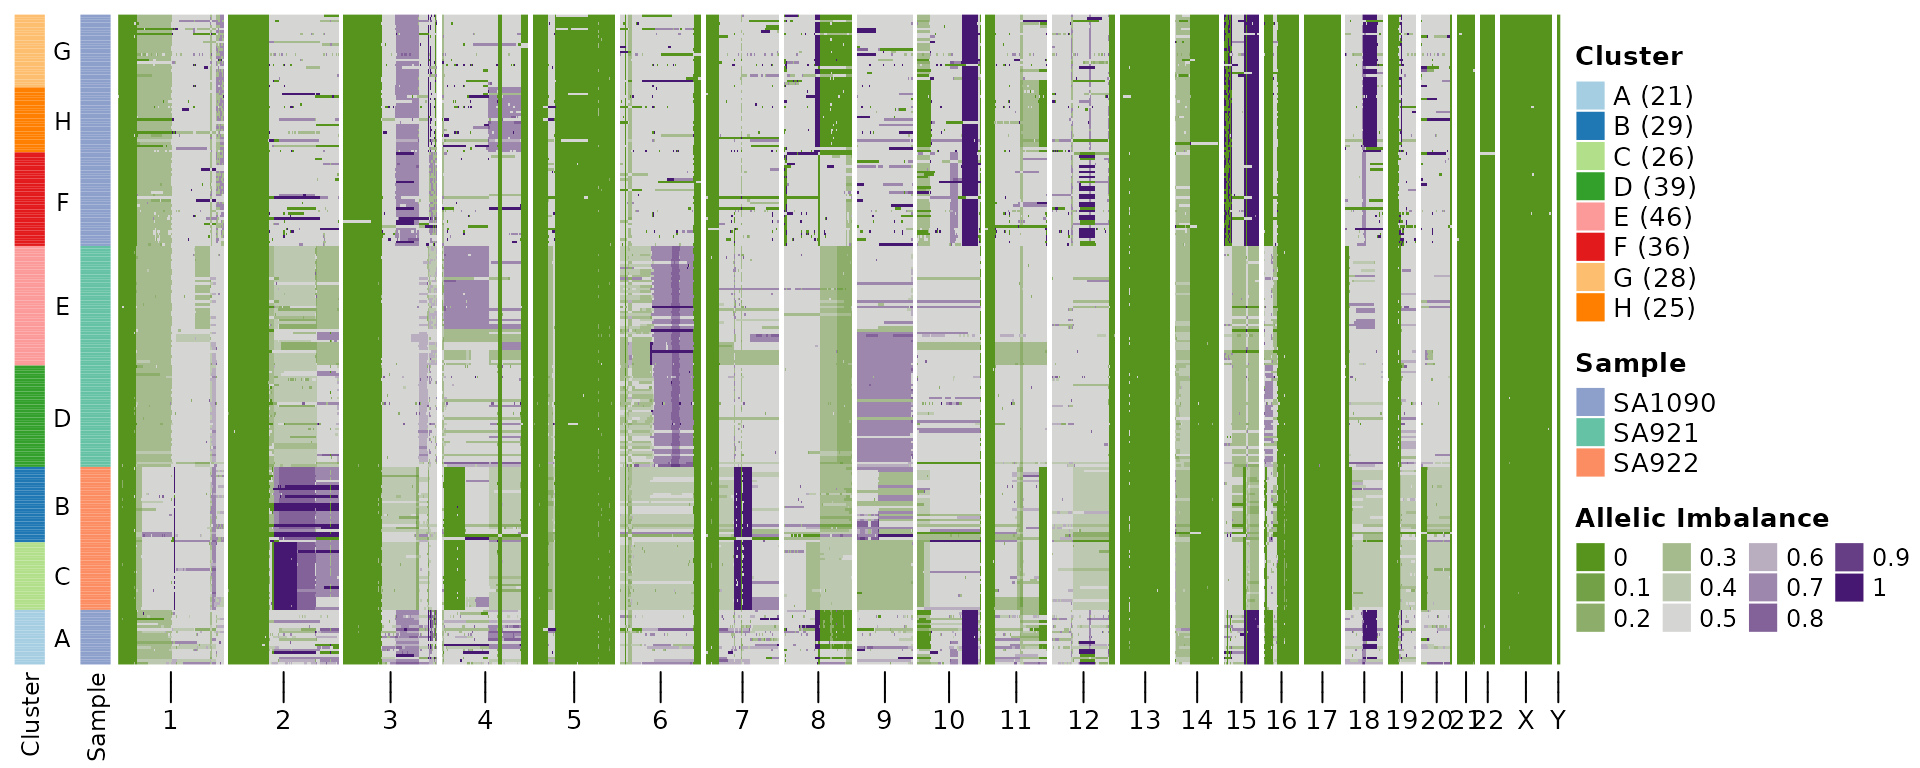 G
H
F
E
D
B
C
A
Cluster
Sample
1 2 3 4 5 6 7 8 9 10 11 12 13 14 15 16 17 18 19 20 21 22 X Y
Cluster
A (21)
B (29)
C (26)
D (39)
E (46)
F (36)
G (28)
H (25)
Sample
SA1090
SA921
SA922
Allelic Imbalance
0 0.3 0.6 0.9
0.1 0.4 0.7 1
0.2 0.5 0.8